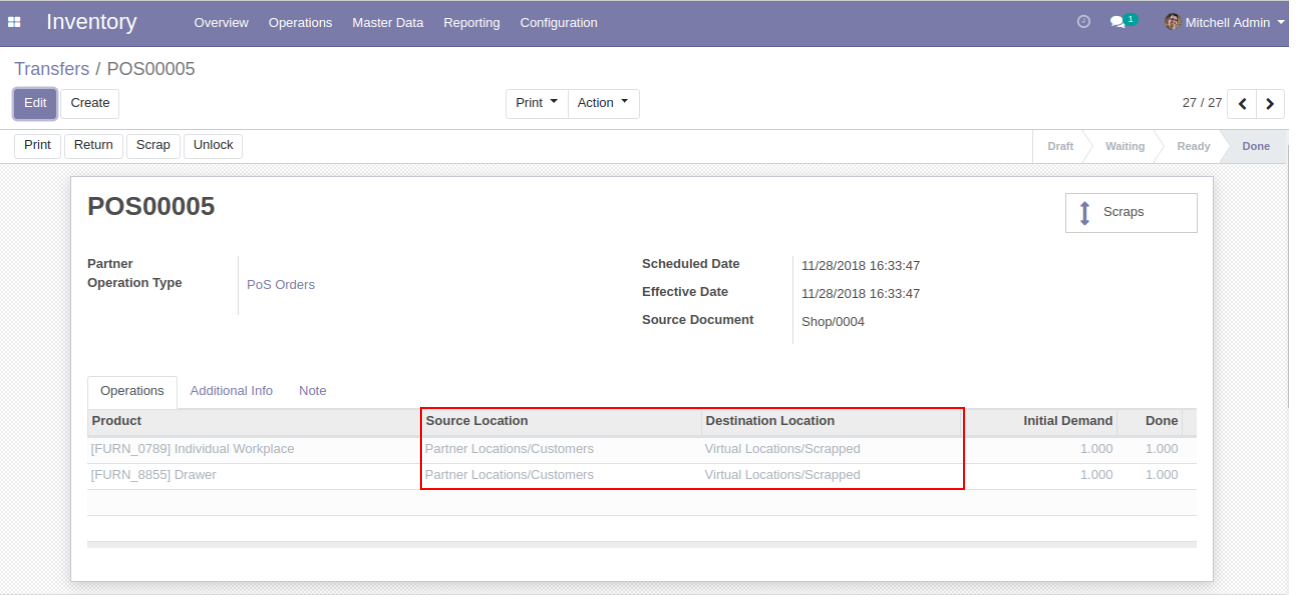 Inventory Overview Operations Master Data Reporting Configuration 1 Mitchell Admin
Transfers / POS00005
Edit Create Print Action 27 / 27
Print Return Scrap Unlock Draft Waiting Ready Done
POS00005
Scraps
Partner
Operation Type PoS Orders
Scheduled Date 11/28/2018 16:33:47
Effective Date 11/28/2018 16:33:47
Source Document Shop/0004
Operations Additional Info Note
Product Source Location Destination Location Initial Demand Done
[FURN_0789] Individual Workplace Partner Locations/Customers Virtual Locations/Scrapped 1.000 1.000
[FURN_8855] Drawer Partner Locations/Customers Virtual Locations/Scrapped 1.000 1.000